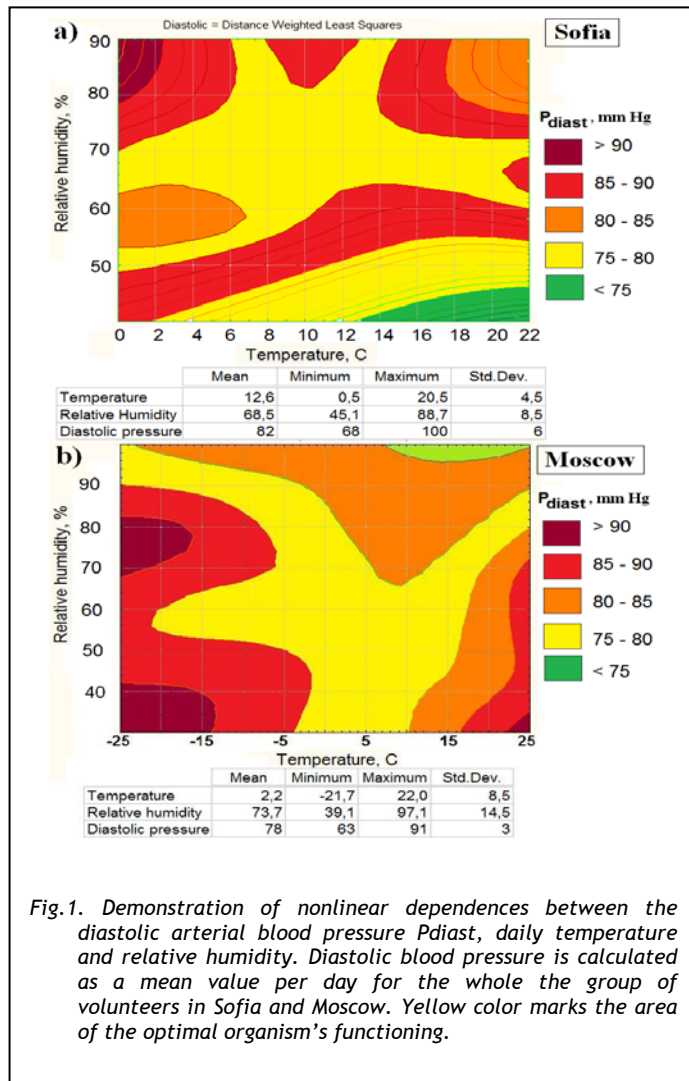 Diastolic = Distance Weighted Least Squares
a)
Sofia
90
80
70
60
50
Relative humidity, %
0 2 4 6 8 10 12 14 16 18 20 22
Temperature, C
Pdiast, mm Hg
> 90
85 - 90
80 - 85
75 - 80
< 75
Mean Minimum Maximum Std.Dev.
Temperature 12,6 0,5 20,5 4,5
Relative Humidity 68,5 45,1 88,7 8,5
Diastolic pressure 82 68 100 6
b)
Moscow
90
80
70
60
50
40
Relative humidity, %
-25 -15 -5 5 15 25
Temperature, C
Pdiast, mm Hg
> 90
85 - 90
80 - 85
75 - 80
< 75
Mean Minimum Maximum Std.Dev.
Temperature 2,2 -21,7 22,0 8,5
Relative humidity 73,7 39,1 97,1 14,5
Diastolic pressure 78 63 91 3
Fig.1. Demonstration of nonlinear dependences between the
diastolic arterial blood pressure Pdiast, daily temperature
and relative humidity. Diastolic blood pressure is calculated
as a mean value per day for the whole the group of
volunteers in Sofia and Moscow. Yellow color marks the area
of the optimal organism’s functioning.